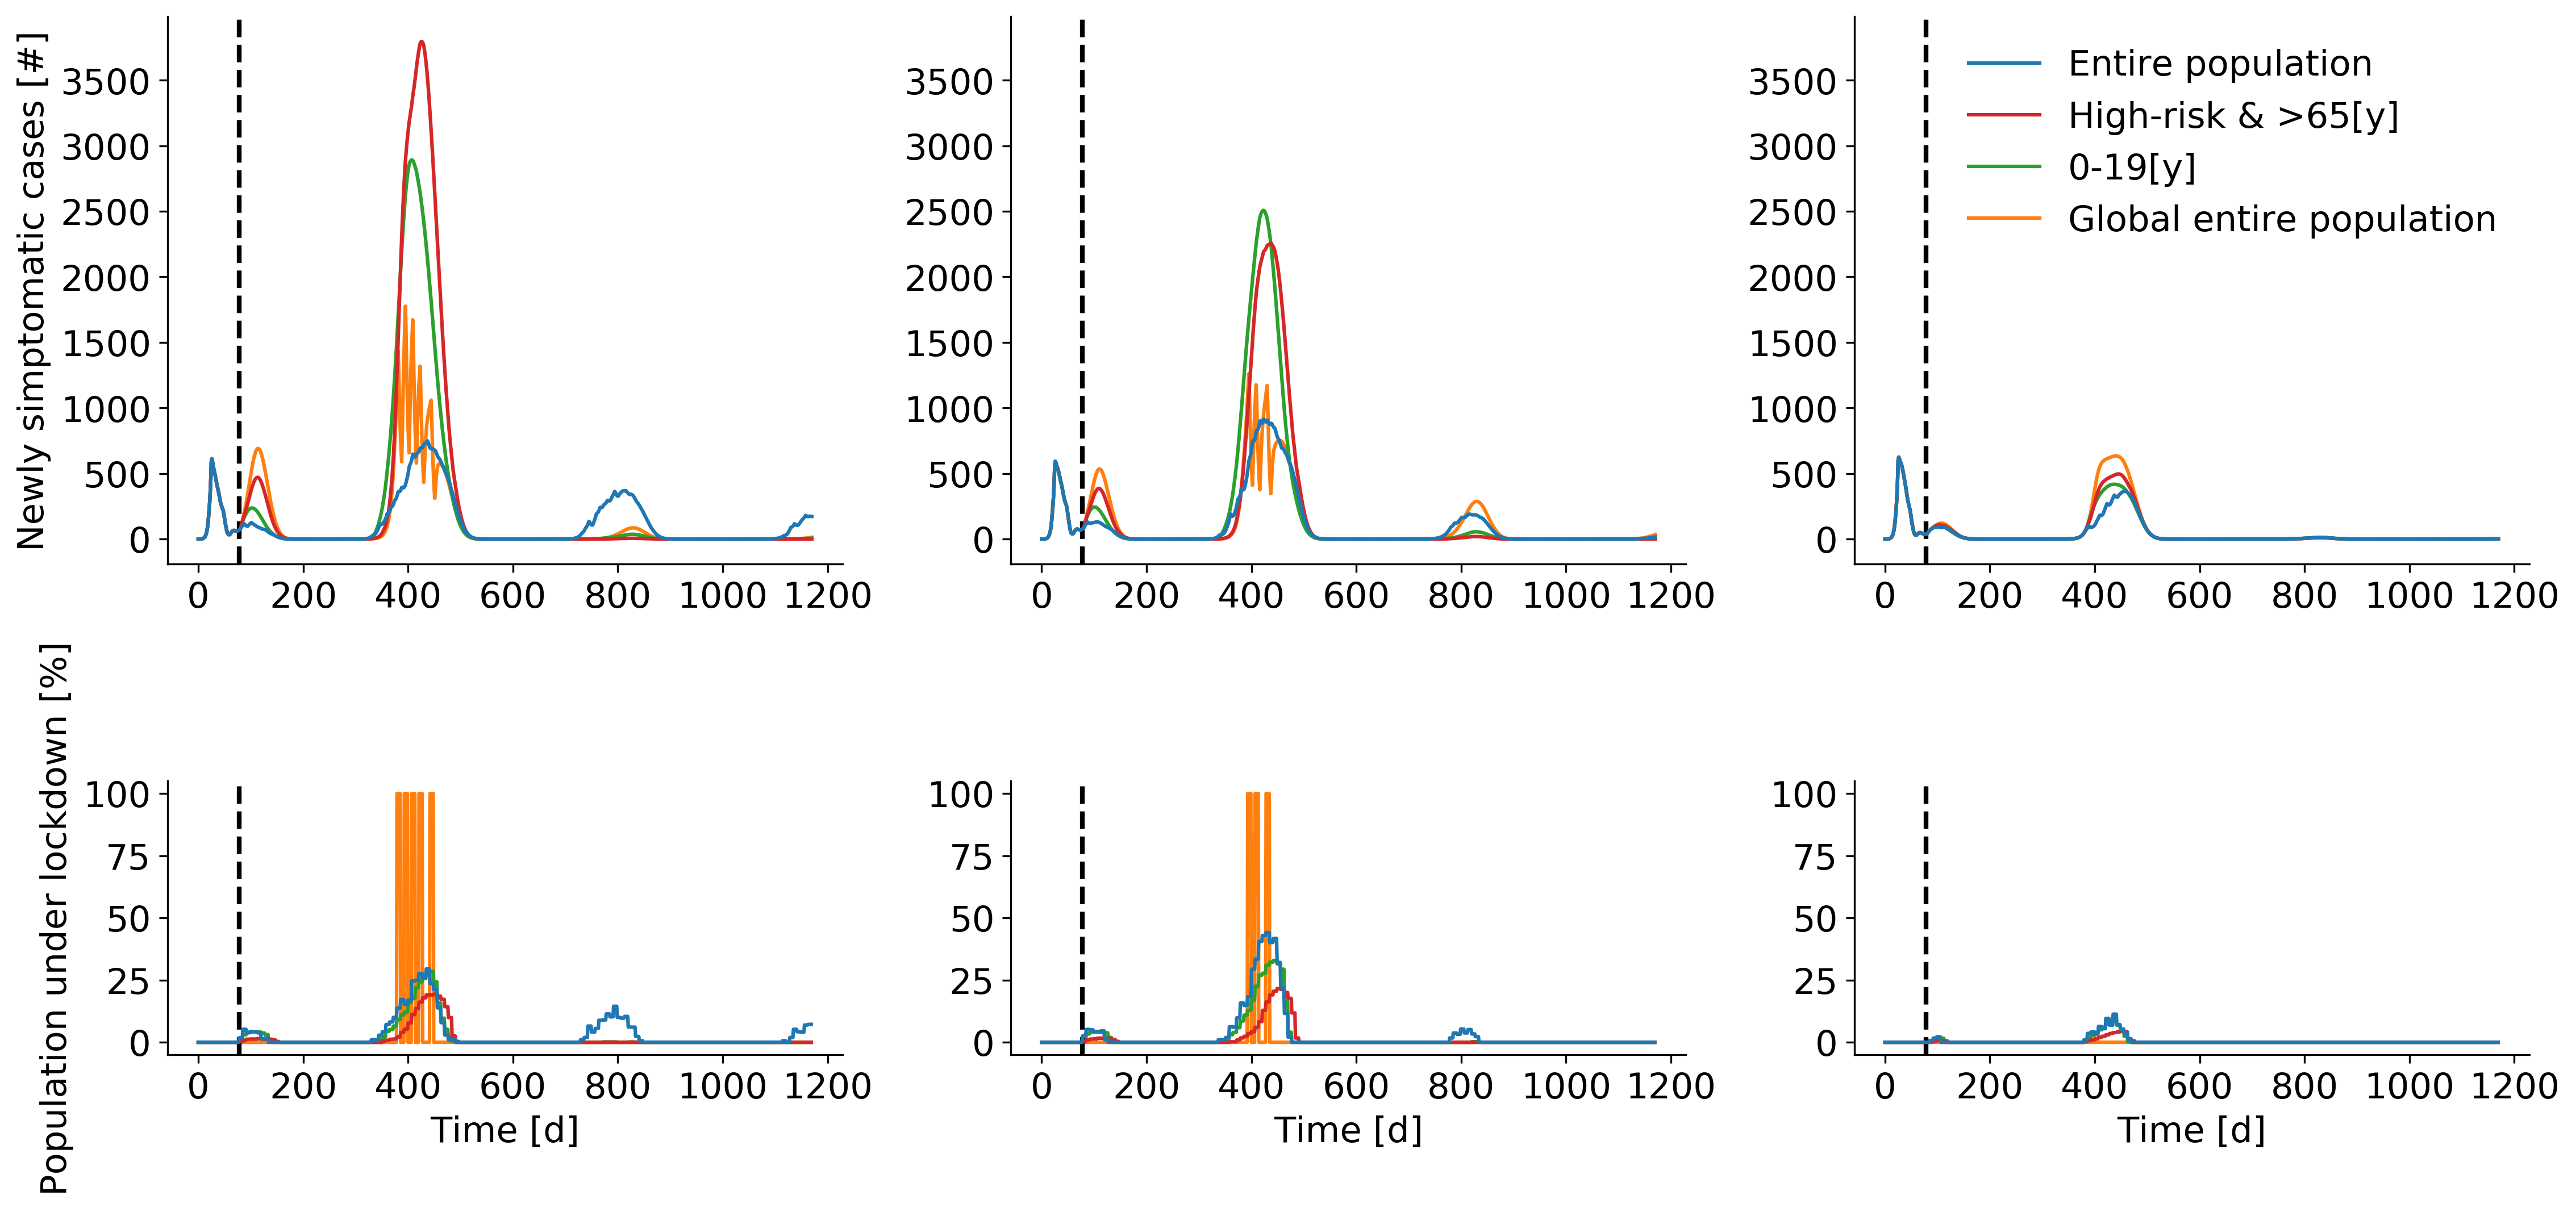 Newly simptomatic cases [#]
3500
3000
2500
2000
1500
1000
500
0
0 200 400 600 800 1000 1200
3500
3000
2500
2000
1500
1000
500
0
0 200 400 600 800 1000 1200
3500
3000
2500
2000
1500
1000
500
0
0 200 400 600 800 1000 1200
Entire population
High-risk & >65[y]
0-19[y]
Global entire population
Population under lockdown [%]
100
75
50
25
0
0 200 400 600 800 1000 1200
Time [d]
100
75
50
25
0
0 200 400 600 800 1000 1200
Time [d]
100
75
50
25
0
0 200 400 600 800 1000 1200
Time [d]